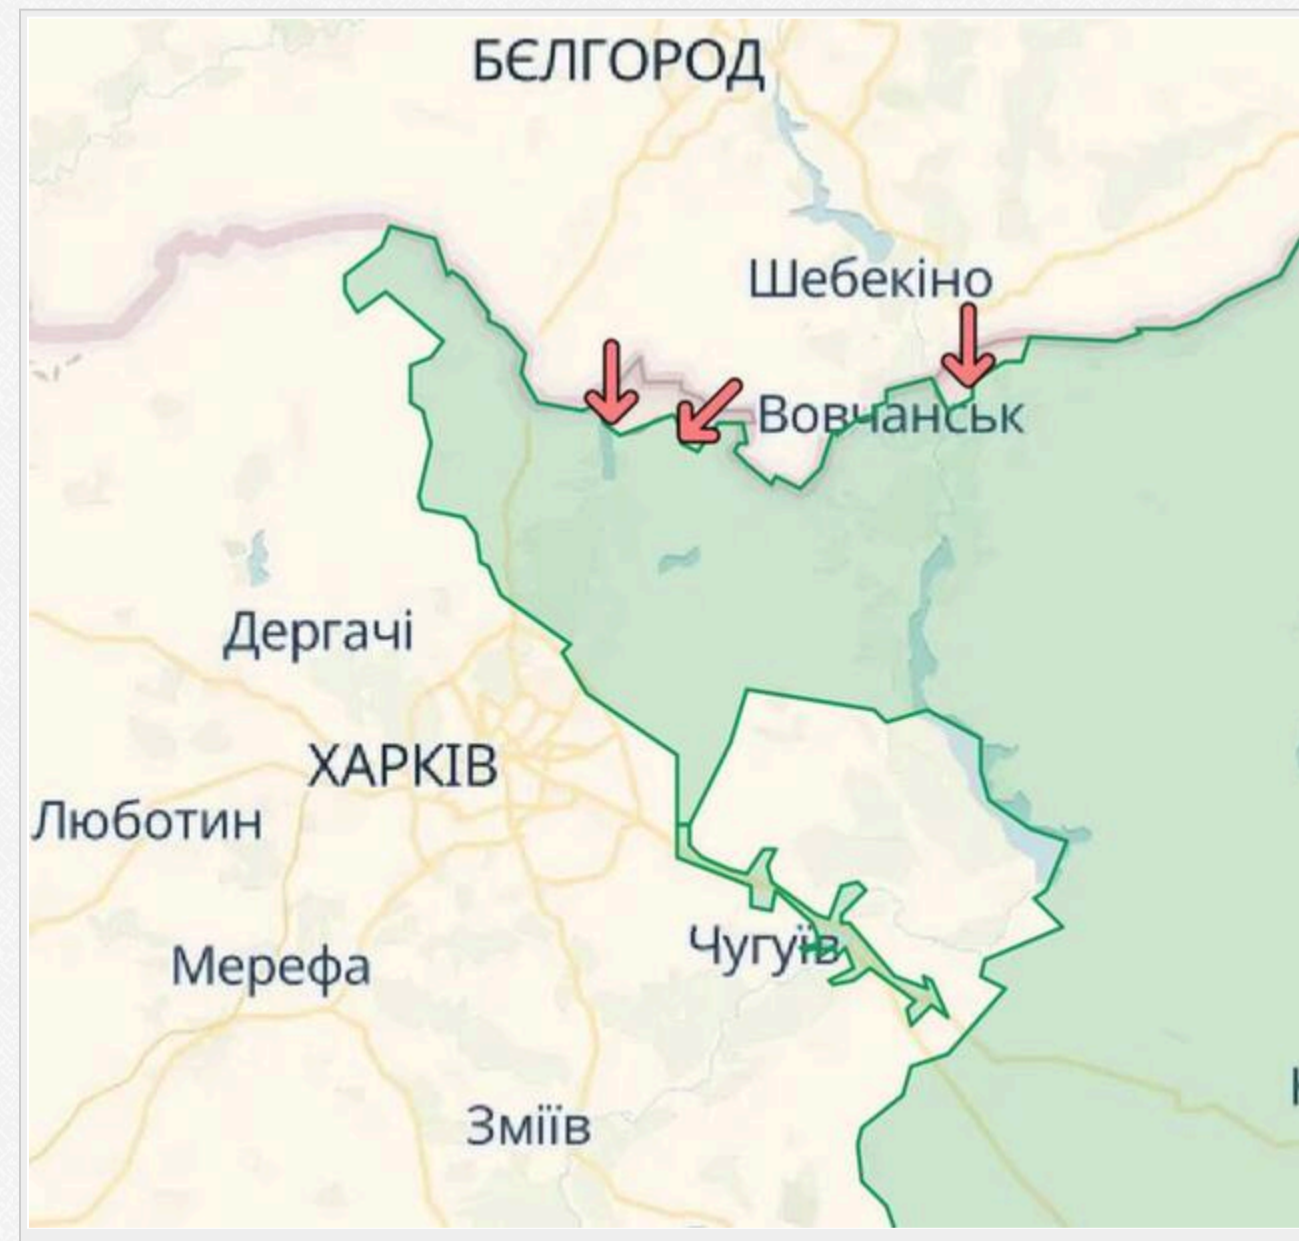 БЄЛГОРОД
Шебекіно
Вовчанськ
Дергачі
ХАРКІВ
Люботин
Чугуїв
Мерефа
Зміїв